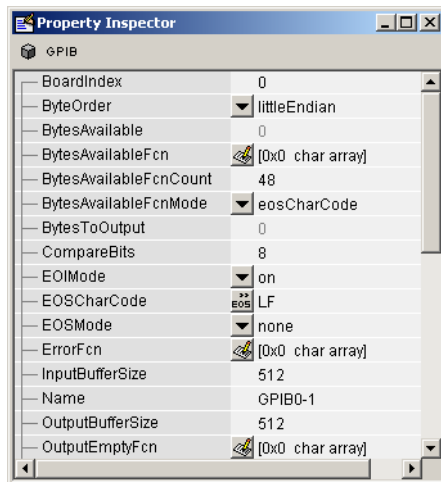 Property Inspector
GPIB
BoardIndex 0
ByteOrder littleEndian
BytesAvailable 0
BytesAvailableFcn [0x0 char array]
BytesAvailableFcnCount 48
BytesAvailableFcnMode eosCharCode
BytesToOutput 0
CompareBits 8
EOIMode on
EOSCharCode EOS LF
EOSMode none
ErrorFcn [0x0 char array]
InputBufferSize 512
Name GPIB0-1
OutputBufferSize 512
OutputEmptyFcn [0x0 char array]